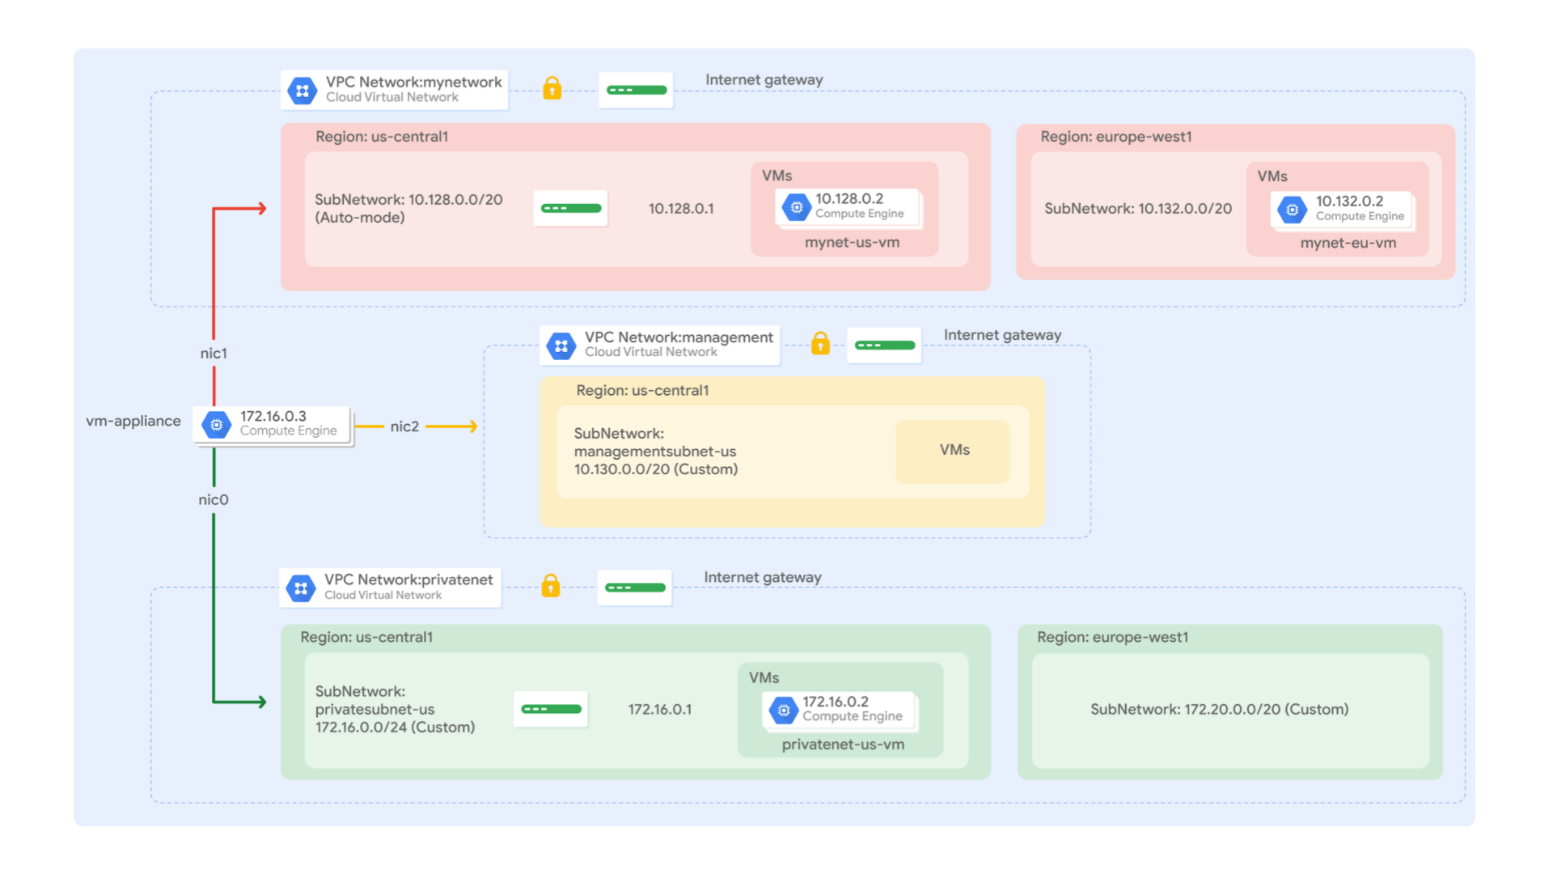 VPC Network:mynetwork
Cloud Virtual Network
Internet gateway
Region: us-central1
SubNetwork: 10.128.0.0/20
(Auto-mode)
10.128.0.1
VMs
10.128.0.2
Compute Engine
mynet-us-vm
Region: europe-west1
SubNetwork: 10.132.0.0/20
VMs
10.132.0.2
Compute Engine
mynet-eu-vm
nic1
vm-appliance
172.16.0.3
Compute Engine
nic2
nic0
VPC Network:management
Cloud Virtual Network
Internet gateway
Region: us-central1
SubNetwork:
managementsubnet-us
10.130.0.0/20 (Custom)
VMs
VPC Network:privatenet
Cloud Virtual Network
Internet gateway
Region: us-central1
SubNetwork:
privatesubnet-us
172.16.0.0/24 (Custom)
172.16.0.1
VMs
172.16.0.2
Compute Engine
privatenet-us-vm
Region: europe-west1
SubNetwork: 172.20.0.0/20 (Custom)